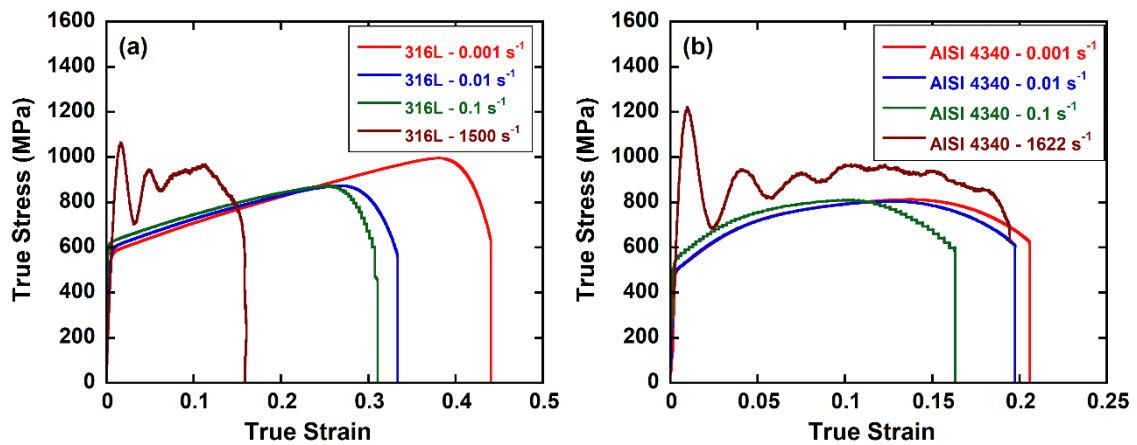 (a)
316L - 0.001 s⁻¹
316L - 0.01 s⁻¹
316L - 0.1 s⁻¹
316L - 1500 s⁻¹
True Stress (MPa)
1600
1400
1200
1000
800
600
400
200
0
0 0.1 0.2 0.3 0.4 0.5
True Strain
(b)
AISI 4340 - 0.001 s⁻¹
AISI 4340 - 0.01 s⁻¹
AISI 4340 - 0.1 s⁻¹
AISI 4340 - 1622 s⁻¹
True Stress (MPa)
1600
1400
1200
1000
800
600
400
200
0
0 0.05 0.1 0.15 0.2 0.25
True Strain